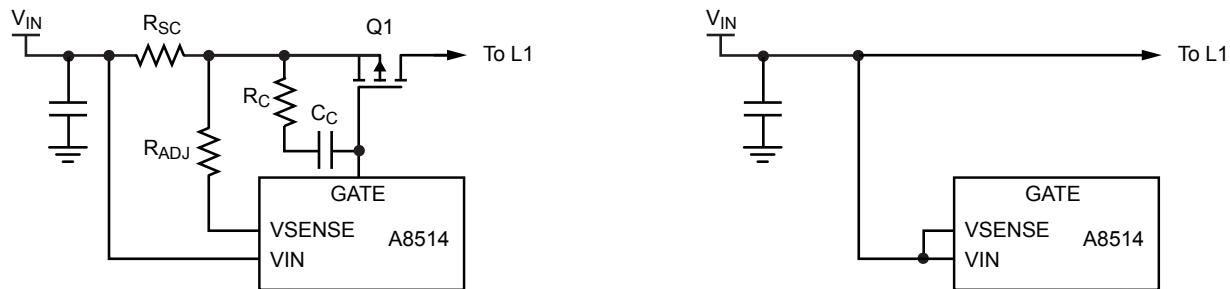 VIN
RSC
Q1
To L1
RC
CC
RADJ
GATE
VSENSE
A8514
VIN
VIN
To L1
GATE
VSENSE
A8514
VIN